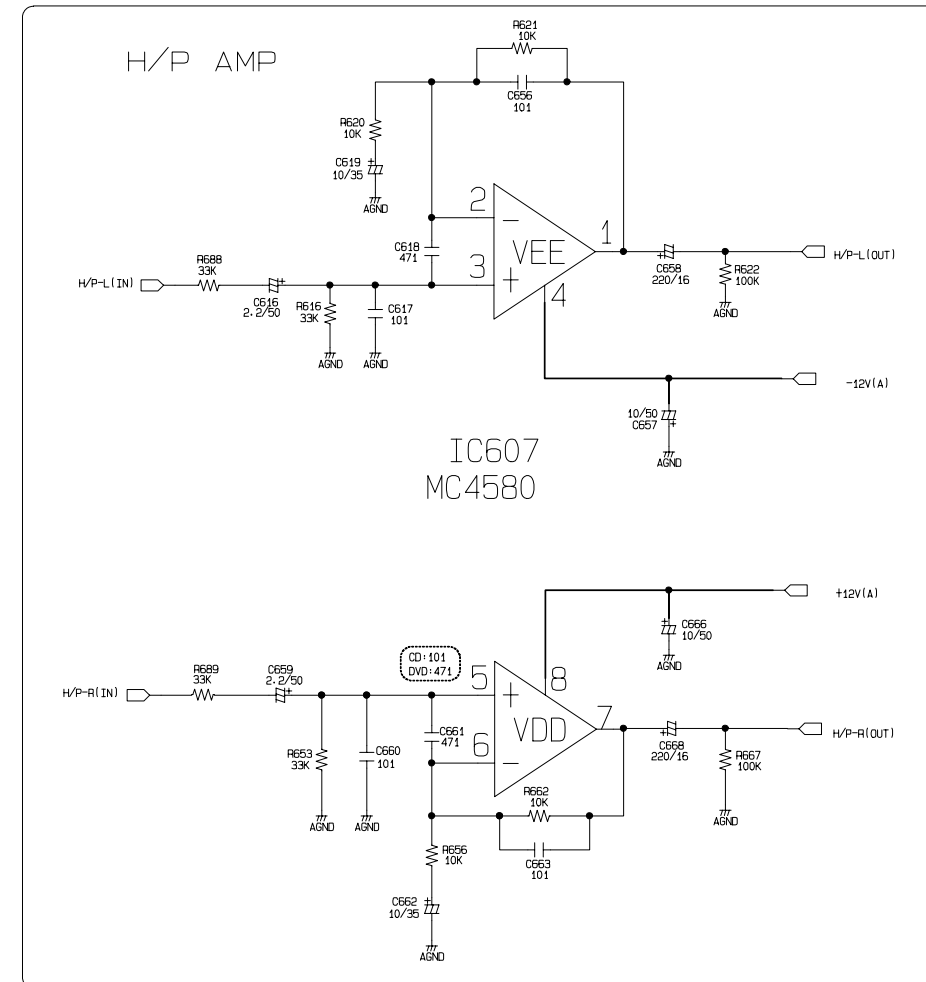 H/P AMP
R621
10K
C656
101
R620
10K
C619
10/35
AGND
2
C618
471
VEE
1
3
4
H/P-L(IN)
R688
33K
C616
2.2/50
R616
33K
C617
101
AGND
AGND
C658
220/16
R622
100K
AGND
H/P-L(OUT)
-12V(A)
10/50
C657
AGND
IC607
MC4580
+12V(A)
C666
10/50
AGND
CD:101
DVD:471
5
8
H/P-R(IN)
R689
33K
C659
2.2/50
R653
33K
C660
101
AGND
AGND
C661
471
6
VDD
7
C668
220/16
R667
100K
AGND
H/P-R(OUT)
R662
10K
C663
101
R656
10K
C662
10/35
AGND